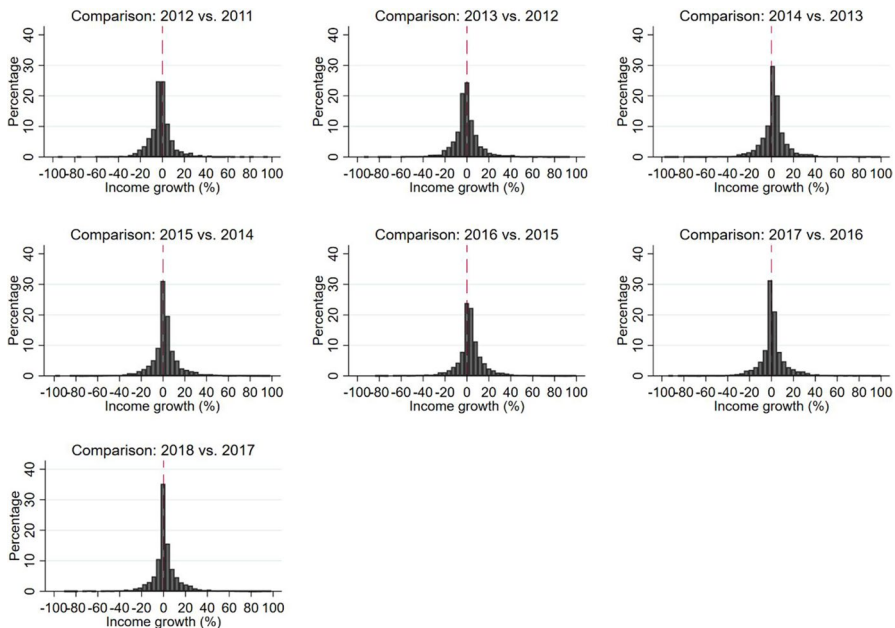 Comparison: 2012 vs. 2011
Percentage
0 10 20 30 40
-100-80 -60 -40 -20 0 20 40 60 80 100
Income growth (%)
Comparison: 2013 vs. 2012
Percentage
0 10 20 30 40
-100-80 -60 -40 -20 0 20 40 60 80 100
Income growth (%)
Comparison: 2014 vs. 2013
Percentage
0 10 20 30 40
-100-80 -60 -40 -20 0 20 40 60 80 100
Income growth (%)
Comparison: 2015 vs. 2014
Percentage
0 10 20 30 40
-100-80 -60 -40 -20 0 20 40 60 80 100
Income growth (%)
Comparison: 2016 vs. 2015
Percentage
0 10 20 30 40
-100-80 -60 -40 -20 0 20 40 60 80 100
Income growth (%)
Comparison: 2017 vs. 2016
Percentage
0 10 20 30 40
-100-80 -60 -40 -20 0 20 40 60 80 100
Income growth (%)
Comparison: 2018 vs. 2017
Percentage
0 10 20 30 40
-100-80 -60 -40 -20 0 20 40 60 80 100
Income growth (%)